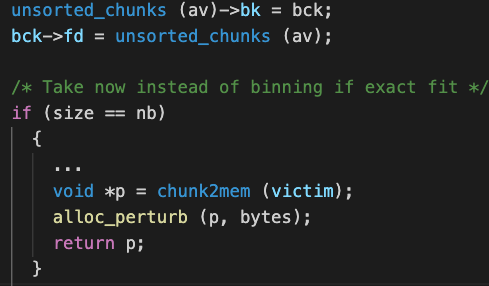 unsorted_chunks (av)->bk = bck;
bck->fd = unsorted_chunks (av);
/* Take now instead of binning if exact fit */
if (size == nb)
{
...
void *p = chunk2mem (victim);
alloc_perturb (p, bytes);
return p;
}